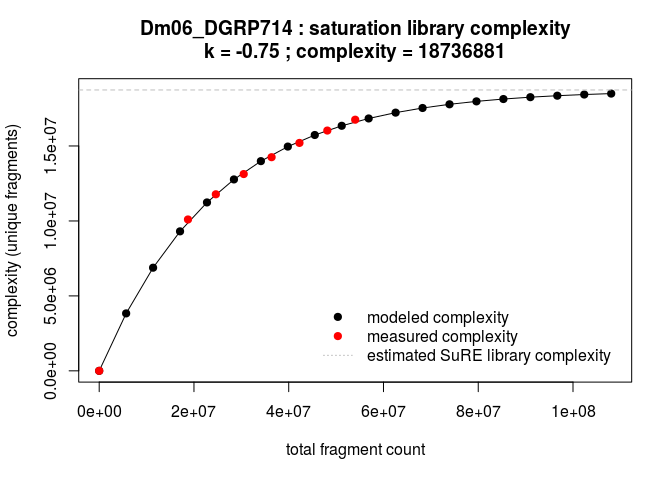 Dm06_DGRP714 : saturation library complexity
k = -0.75 ; complexity = 18736881
complexity (unique fragments)
1.5e+07
1.0e+07
5.0e+06
0.0e+00
modeled complexity
measured complexity
estimated SuRE library complexity
0e+00 2e+07 4e+07 6e+07 8e+07 1e+08
total fragment count